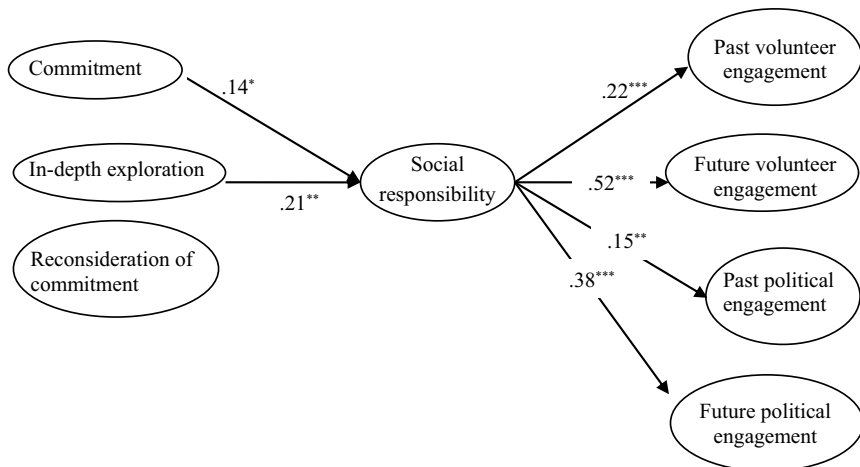 Commitment
.14*
In-depth exploration
.21**
Reconsideration of
commitment
Social
responsibility
.22***
.52***
.15**
.38***
Past volunteer
engagement
Future volunteer
engagement
Past political
engagement
Future political
engagement